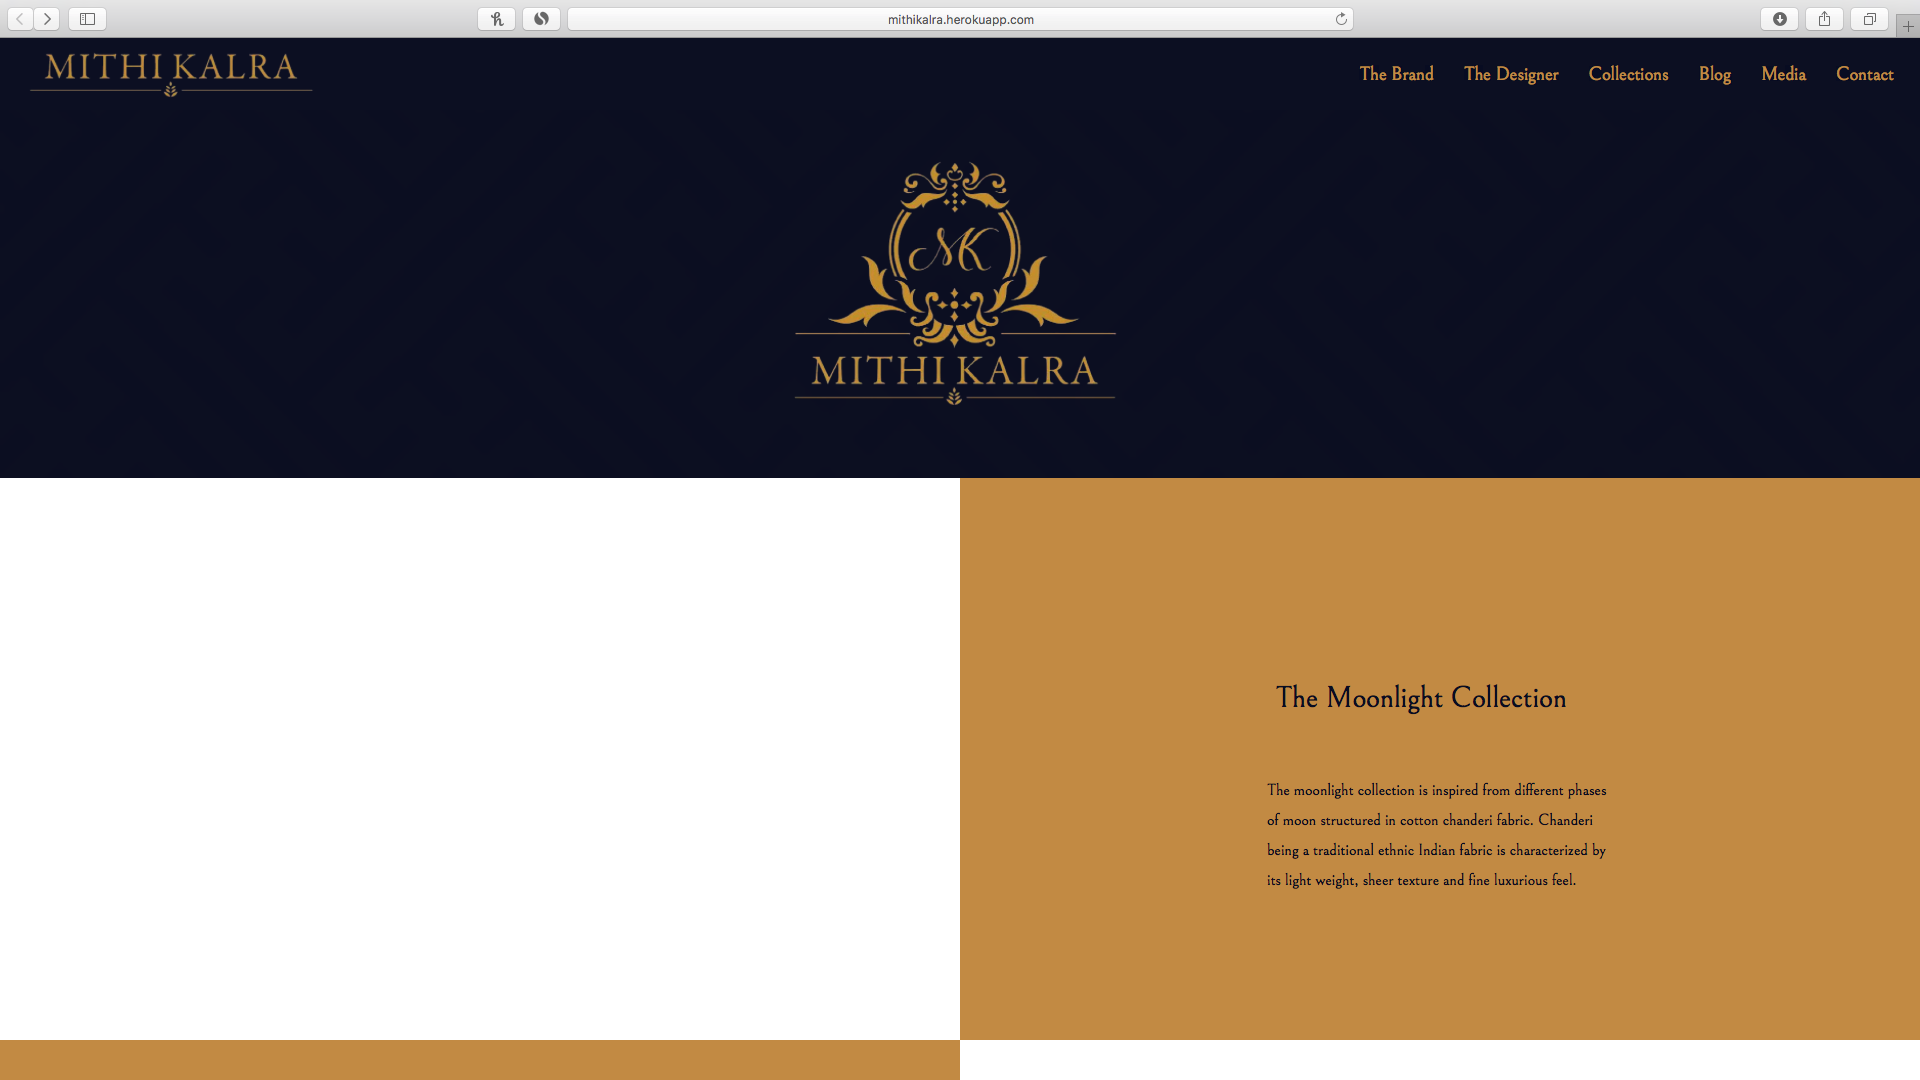 mithikalra.herokuapp.com
MITHI KALRA
The Brand
The Designer
Collections
Blog
Media
Contact
MK
MITHI KALRA
The Moonlight Collection
The moonlight collection is inspired from different phases
of moon structured in cotton chanderi fabric. Chanderi
being a traditional ethnic Indian fabric is characterized by
its light weight, sheer texture and fine luxurious feel.